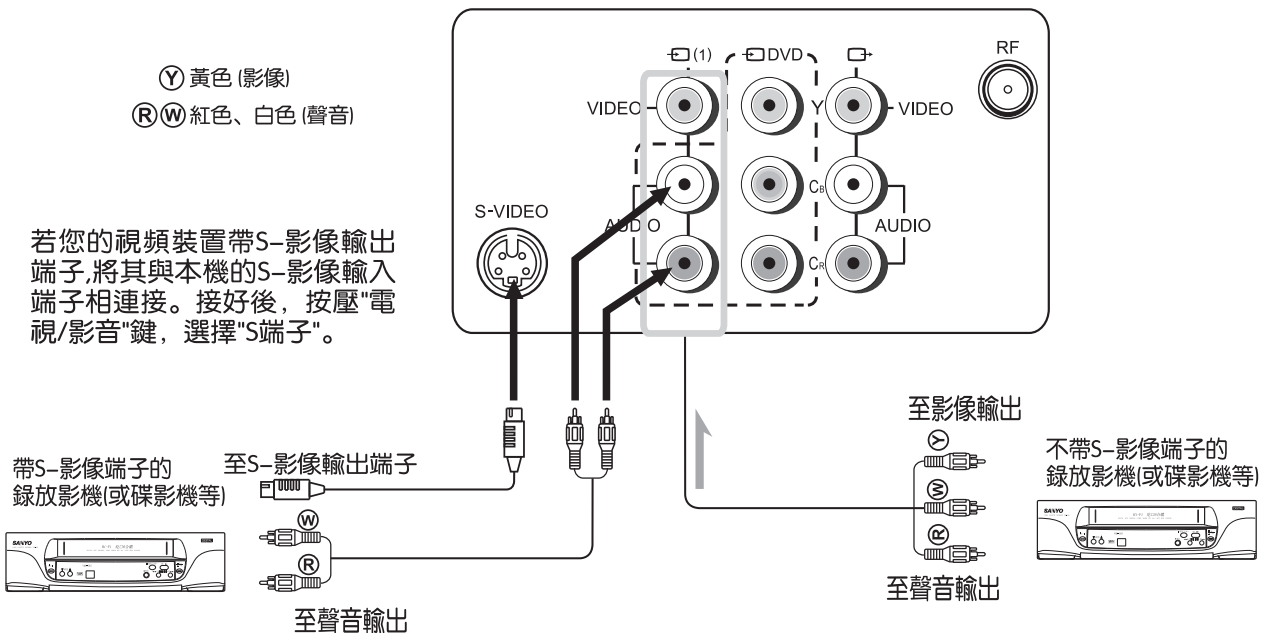 Ⓨ 黃色 (影像)
ⓇⓌ 紅色、白色 (聲音)
(1)
DVD
RF
VIDEO
Y
VIDEO
S-VIDEO
AUDIO
CB
AUDIO
CR
若您的視頻裝置帶S-影像輸出
端子,將其與本機的S-影像輸入
端子相連接。接好後，按壓"電
視/影音"鍵，選擇"S端子"。
帶S-影像端子的
錄放影機(或碟影機等)
至S-影像輸出端子
SANYO
Ⓦ
Ⓡ
至聲音輸出
至影像輸出
Ⓨ
Ⓦ
Ⓡ
至聲音輸出
不帶S-影像端子的
錄放影機(或碟影機等)
SANYO